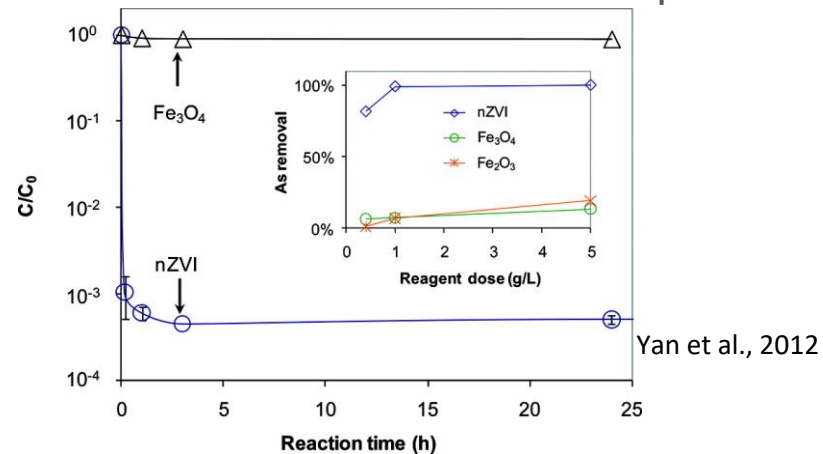 10⁰
10⁻¹
10⁻²
10⁻³
10⁻⁴
C/C₀
Fe₃O₄
nZVI
0
5
10
15
20
25
Reaction time (h)
100%
50%
0%
As removal
nZVI
Fe₃O₄
Fe₂O₃
0
1
2
3
4
5
Reagent dose (g/L)
Yan et al., 2012